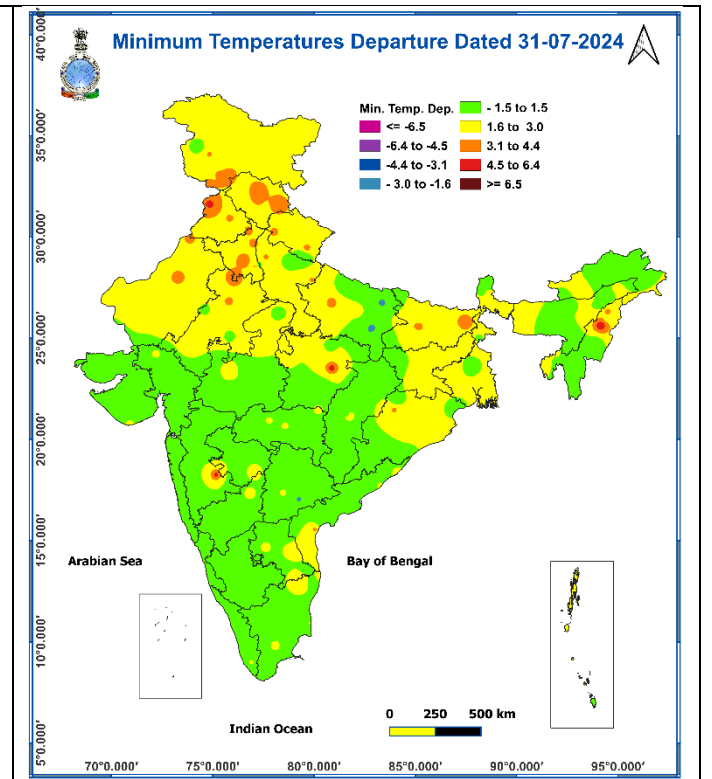 Minimum Temperatures Departure Dated 31-07-2024
Min. Temp. Dep.
<= -6.5
-6.4 to -4.5
-4.4 to -3.1
- 3.0 to -1.6
- 1.5 to 1.5
1.6 to 3.0
3.1 to 4.4
4.5 to 6.4
>= 6.5
40°0.000'
35°0.000'
30°0.000'
25°0.000'
20°0.000'
15°0.000'
10°0.000'
5°0.000'
Arabian Sea
Bay of Bengal
Indian Ocean
0 250 500 km
70°0.000' 75°0.000' 80°0.000' 85°0.000' 90°0.000' 95°0.000'